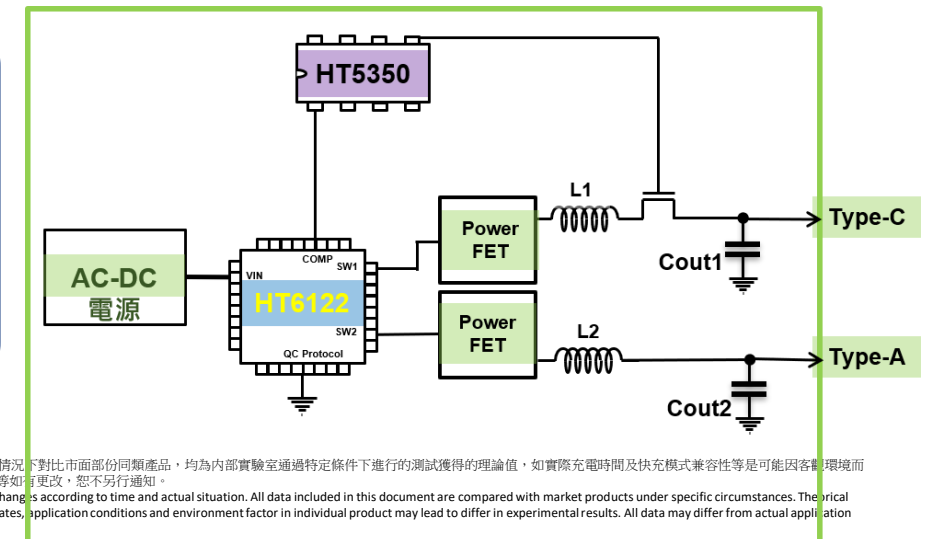 HT5350
L1
Type-C
Power
FET
Cout1
AC-DC
電源
COMP
VIN
SW1
HT6122
SW2
QC Protocol
Power
FET
L2
Type-A
Cout2
情況下對比市面部份同類產品，均為內部實驗室通過特定條件下進行的測試獲得的理論值，如實際充電時間及快充模式兼容性等是可能因客觀環境而
等如有更改，恕不另行通知。
hanges according to time and actual situation. All data included in this document are compared with market products under specific circumstances. Theorical
ates, application conditions and environment factor in individual product may lead to differ in experimental results. All data may differ from actual application